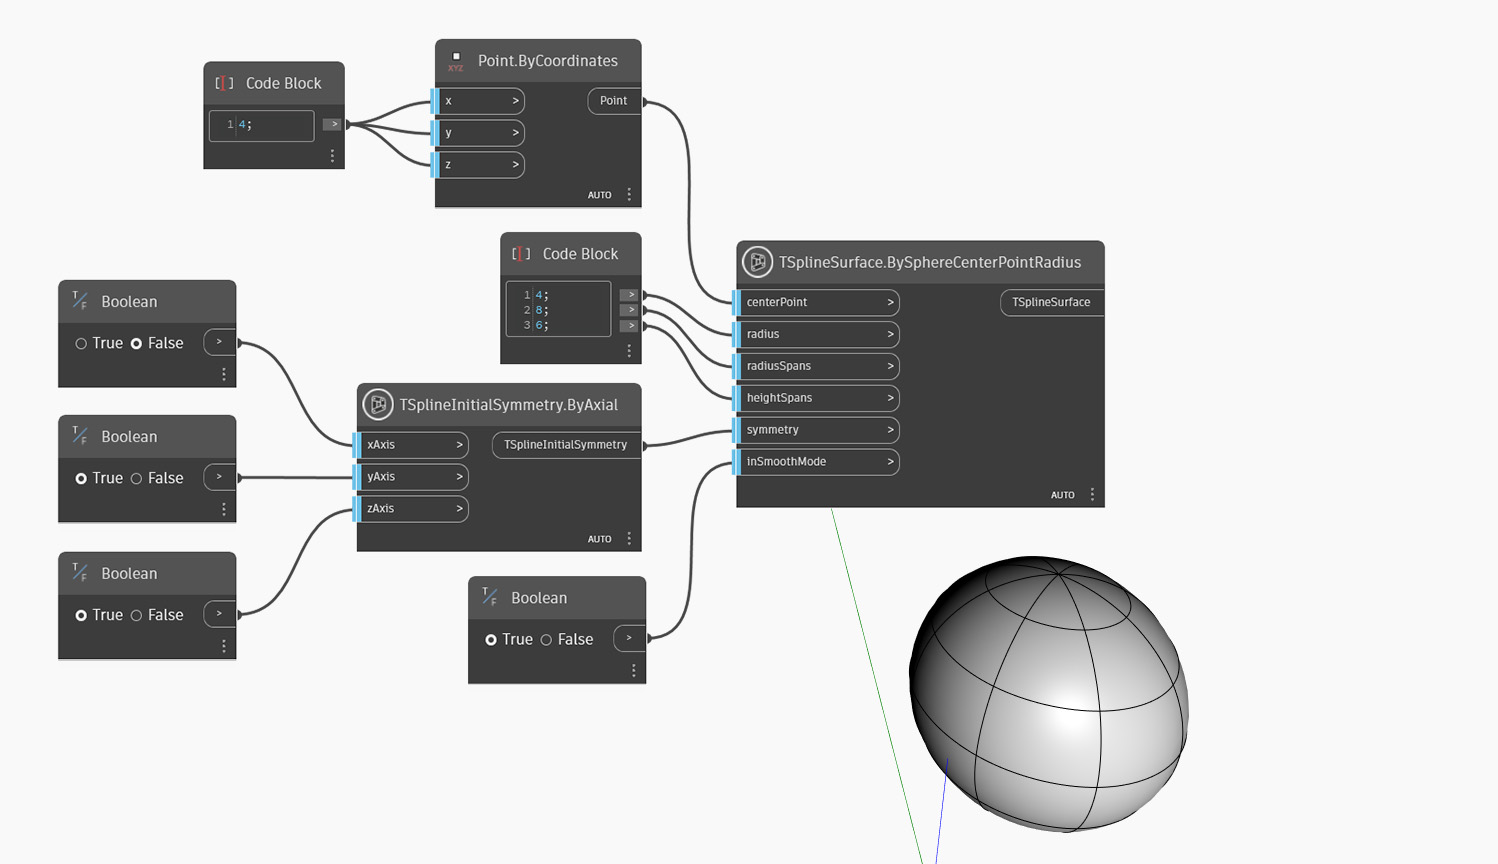 Code Block
1 4;
>
XYZ
Point.ByCoordinates
x >
Point
y >
z >
AUTO
Code Block
1 4; >
2 8; >
3 6; >
T/F Boolean
True False >
T/F Boolean
True False >
T/F Boolean
True False >
TSplineInitialSymmetry.ByAxial
xAxis >
TSplineInitialSymmetry
yAxis >
zAxis >
AUTO
T/F Boolean
True False >
TSplineSurface.BySphereCenterPointRadius
centerPoint >
TSplineSurface
radius >
radiusSpans >
heightSpans >
symmetry >
inSmoothMode >
AUTO